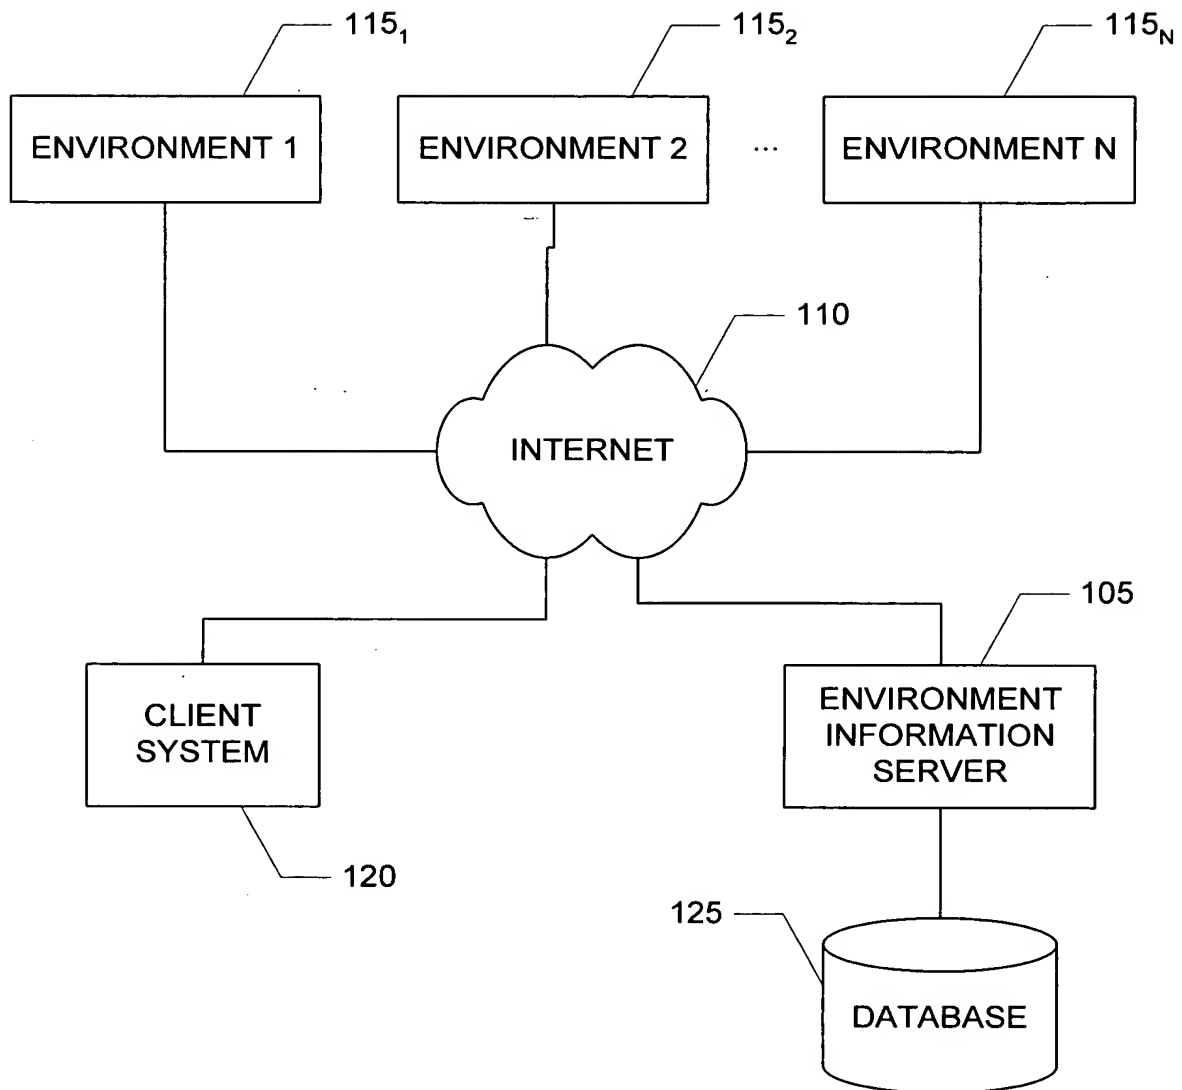 115₁
115₂
115ₙ
ENVIRONMENT 1
ENVIRONMENT 2
...
ENVIRONMENT N
110
INTERNET
105
CLIENT
SYSTEM
ENVIRONMENT
INFORMATION
SERVER
120
125
DATABASE